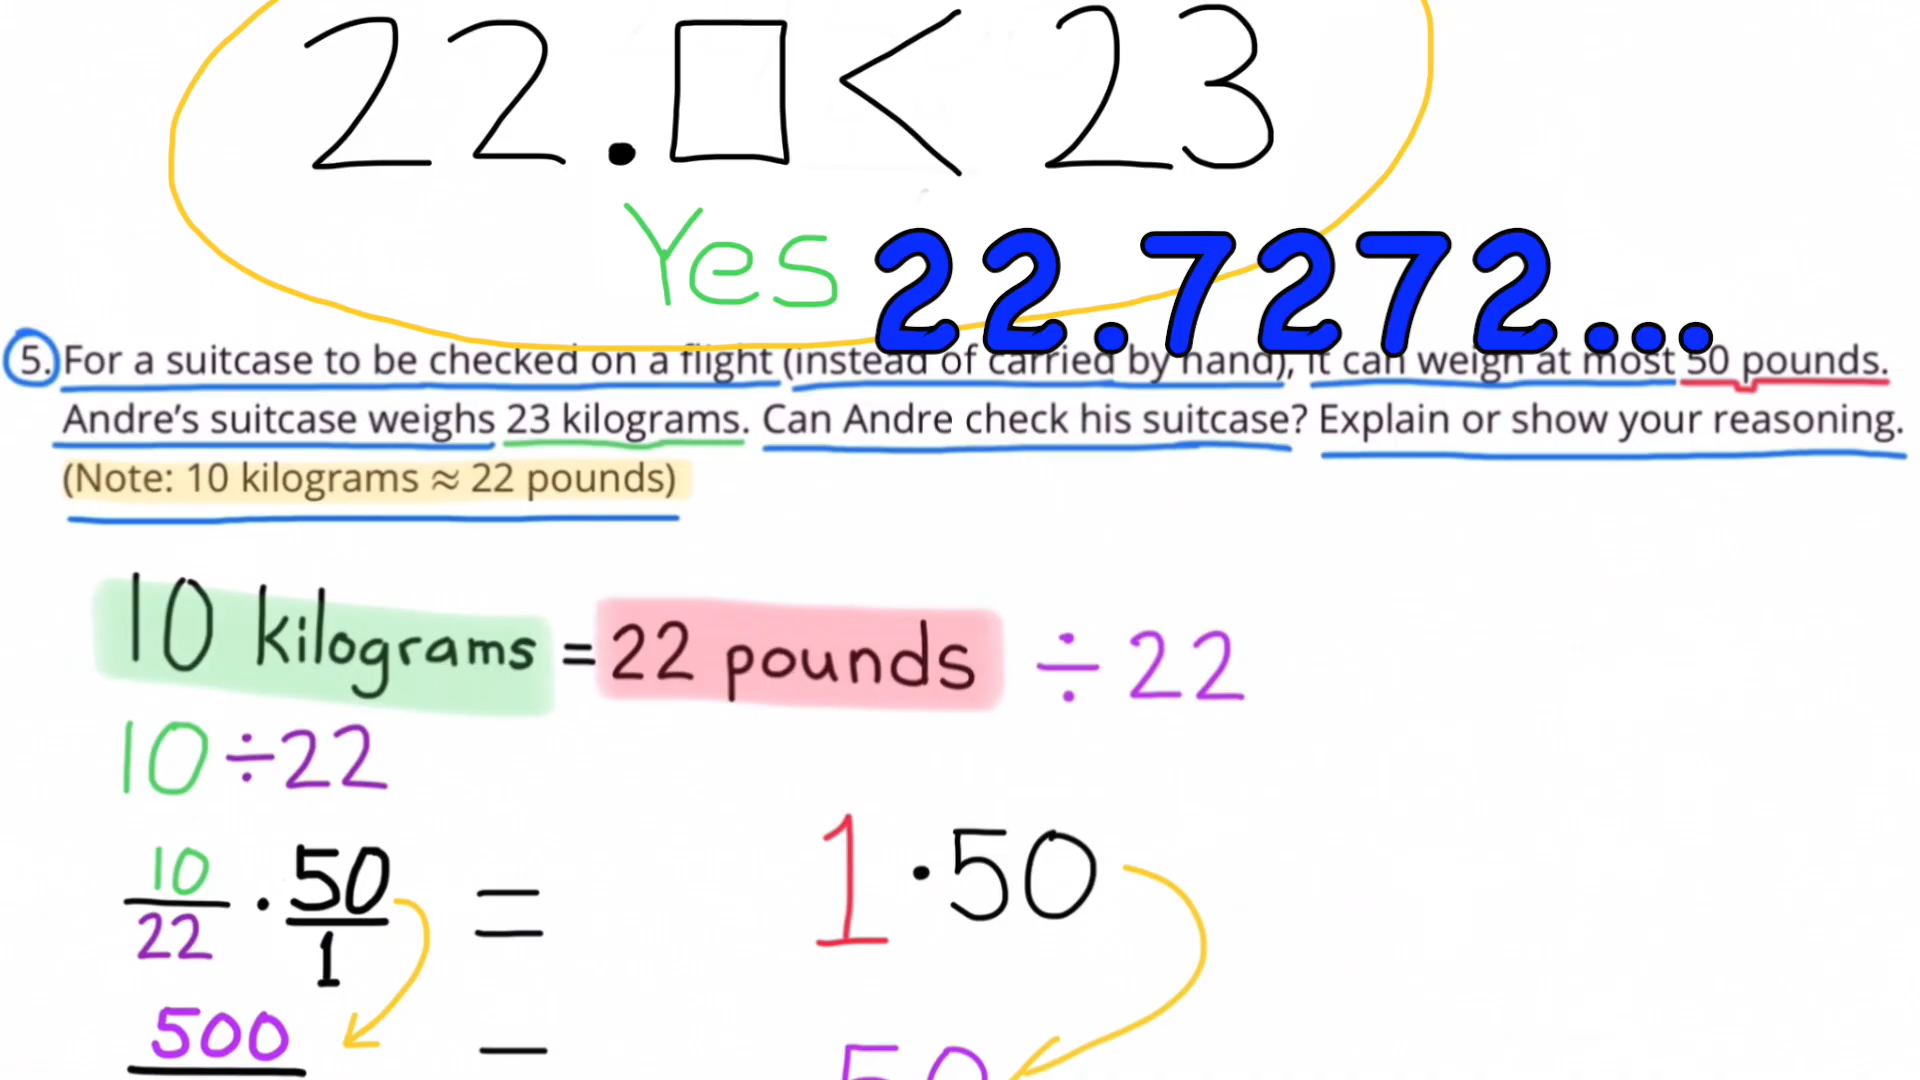 22.□ < 23
Yes 22.7272...
5. For a suitcase to be checked on a flight (instead of carried by hand), it can weigh at most 50 pounds.
Andre’s suitcase weighs 23 kilograms. Can Andre check his suitcase? Explain or show your reasoning.
(Note: 10 kilograms ≈ 22 pounds)
10 kilograms = 22 pounds ÷ 22
10 ÷ 22
10/22 · 50/1 = 1 · 50
500 50